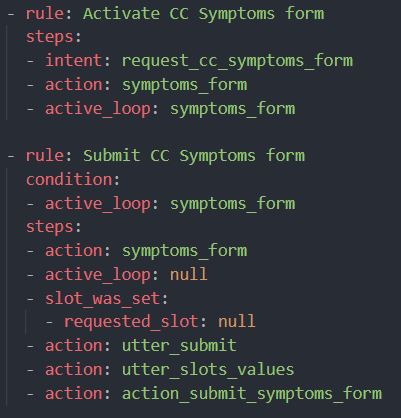 - rule: Activate CC Symptoms form
  steps:
  - intent: request_cc_symptoms_form
  - action: symptoms_form
  - active_loop: symptoms_form

- rule: Submit CC Symptoms form
  condition:
  - active_loop: symptoms_form
  steps:
  - action: symptoms_form
  - active_loop: null
  - slot_was_set:
    - requested_slot: null
  - action: utter_submit
  - action: utter_slots_values
  - action: action_submit_symptoms_form